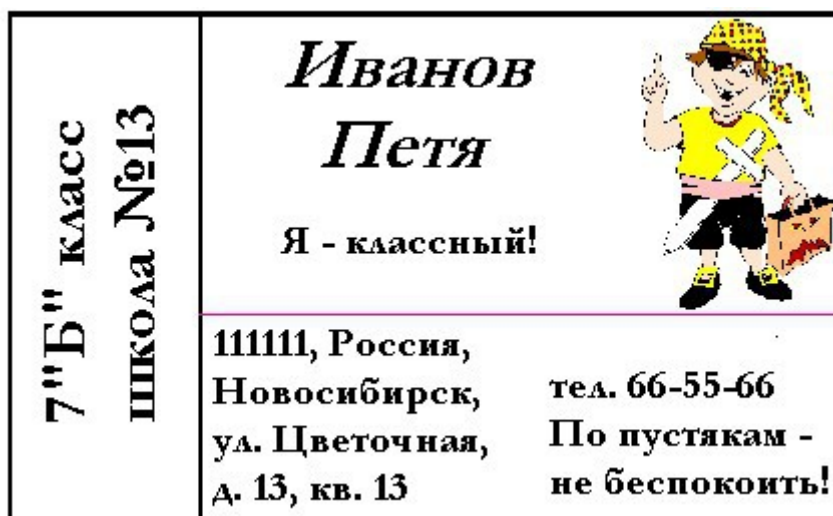 7"Б" класс
школа №13
Иванов
Петя
Я - классный!
111111, Россия,
Новосибирск,
ул. Цветочная,
д. 13, кв. 13
тел. 66-55-66
По пустякам -
не беспокоить!